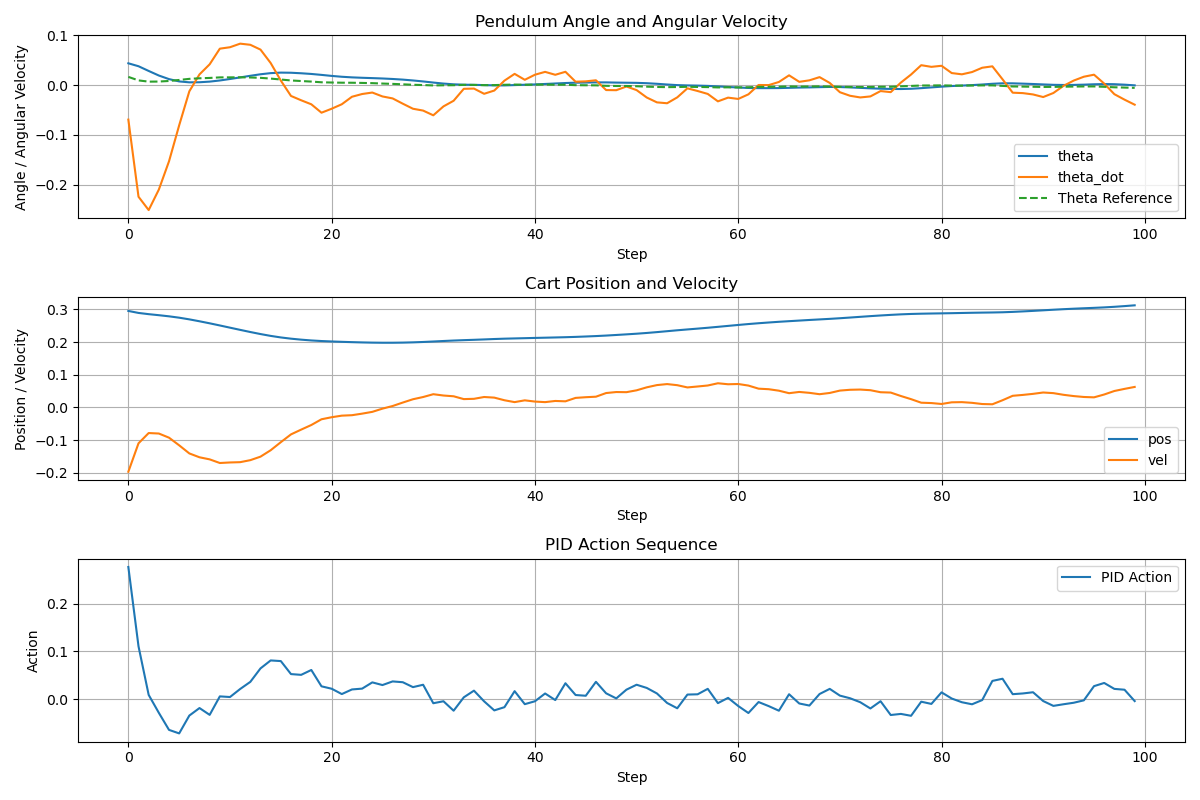 Pendulum Angle and Angular Velocity
Angle / Angular Velocity
0.1
0.0
−0.1
−0.2
theta
theta_dot
Theta Reference
0 20 40 60 80 100
Step
Cart Position and Velocity
Position / Velocity
0.3
0.2
0.1
0.0
−0.1
−0.2
pos
vel
0 20 40 60 80 100
Step
PID Action Sequence
Action
0.2
0.1
0.0
PID Action
0 20 40 60 80 100
Step